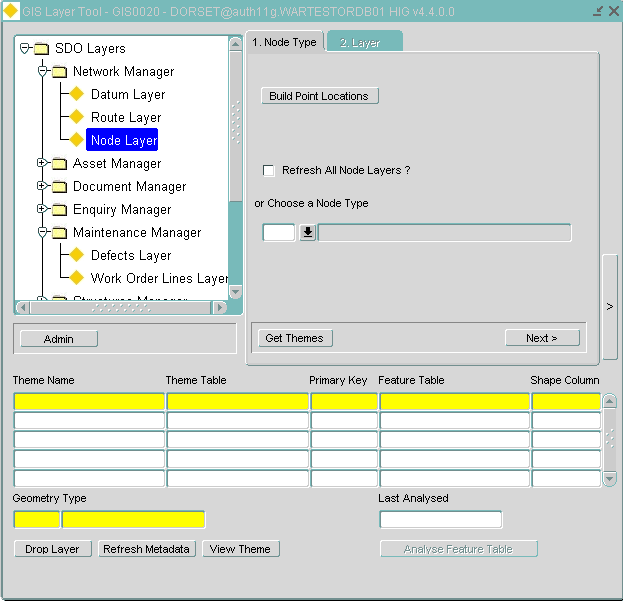 GIS Layer Tool - GIS0020 - DORSET@auth11g.WARTESTORDB01 HIG v4.4.0.0
SDO Layers
Network Manager
Datum Layer
Route Layer
Node Layer
Asset Manager
Document Manager
Enquiry Manager
Maintenance Manager
Defects Layer
Work Order Lines Layer
Structures Manager
Admin
1. Node Type
2. Layer
Build Point Locations
Refresh All Node Layers ?
or Choose a Node Type
Get Themes
Next >
>
Theme Name Theme Table Primary Key Feature Table Shape Column
Geometry Type Last Analysed
Drop Layer Refresh Metadata View Theme Analyse Feature Table